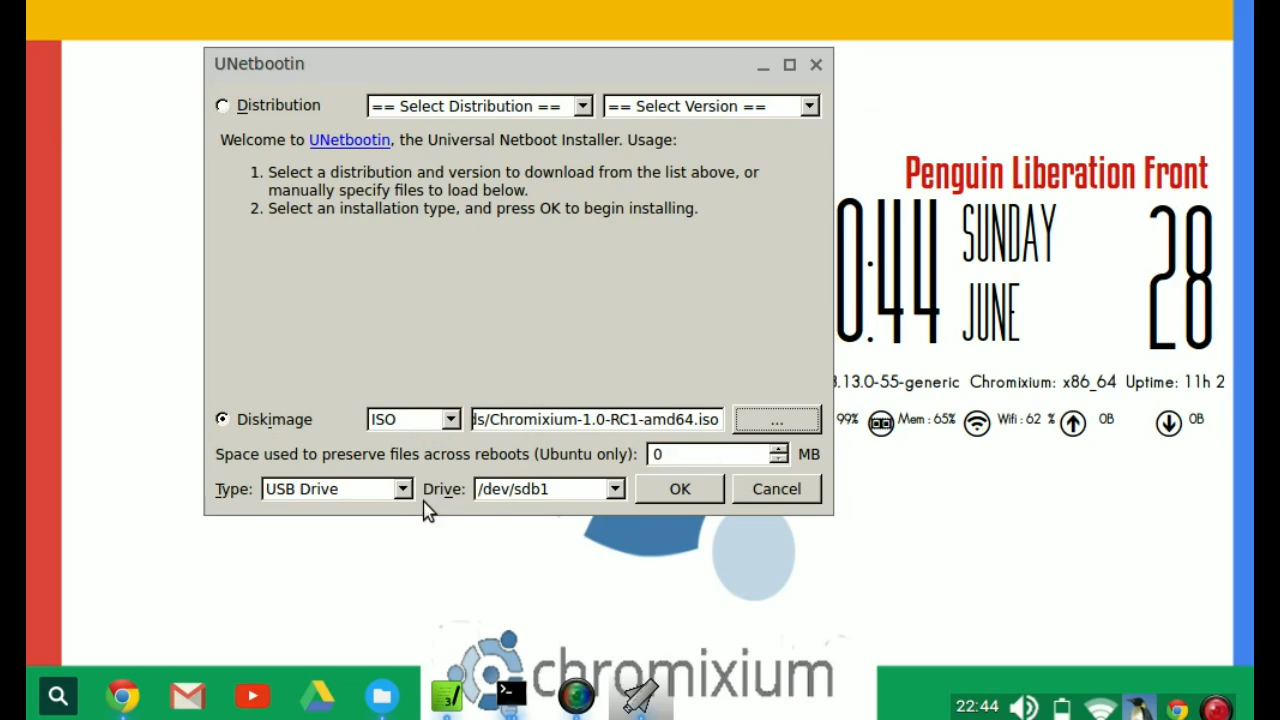 UNetbootin
Distribution == Select Distribution == == Select Version ==
Welcome to UNetbootin, the Universal Netboot Installer. Usage:
1. Select a distribution and version to download from the list above, or
manually specify files to load below.
2. Select an installation type, and press OK to begin installing.
Diskimage ISO ls/Chromixium-1.0-RC1-amd64.iso ...
Space used to preserve files across reboots (Ubuntu only): 0 MB
Type: USB Drive Drive: /dev/sdb1 OK Cancel
Penguin Liberation Front
0:44 SUNDAY 28
JUNE
3.13.0-55-generic Chromixium: x86_64 Uptime: 11h 2
99% Mem : 65% Wifi : 62 % 0B 0B
chromixium
22:44